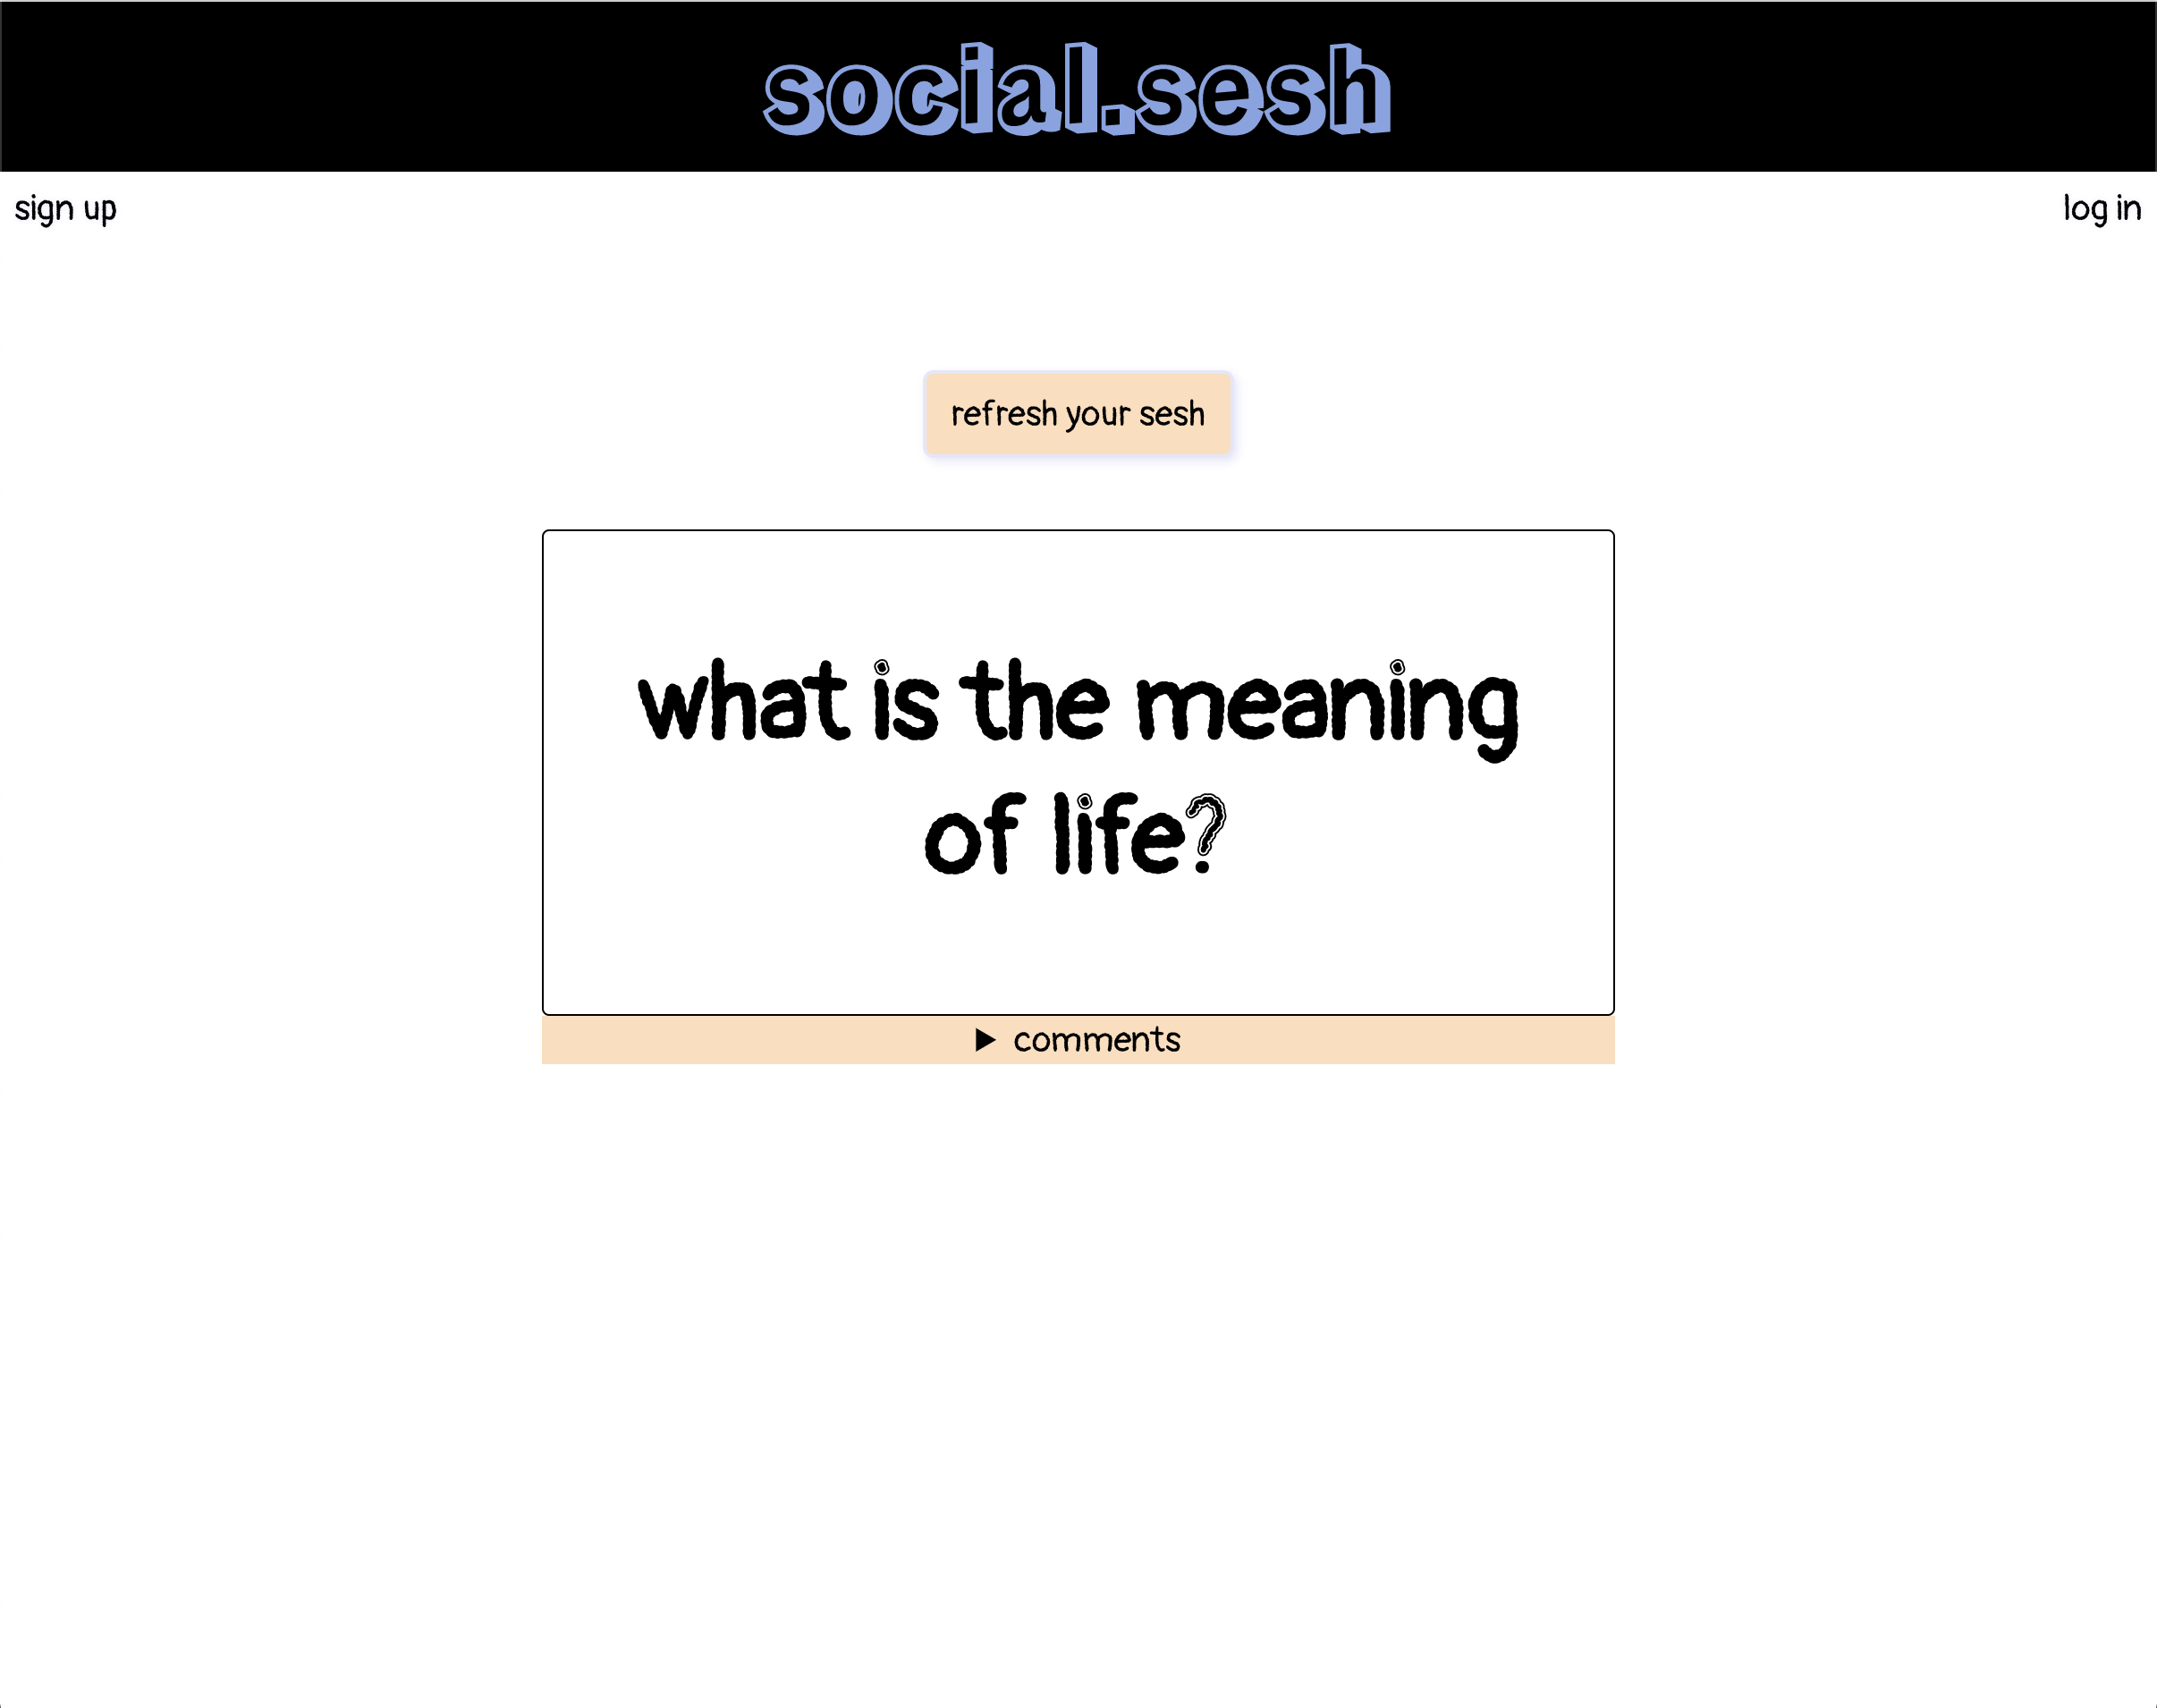 social.sesh
sign up
log in
refresh your sesh
what is the meaning
of life?
comments